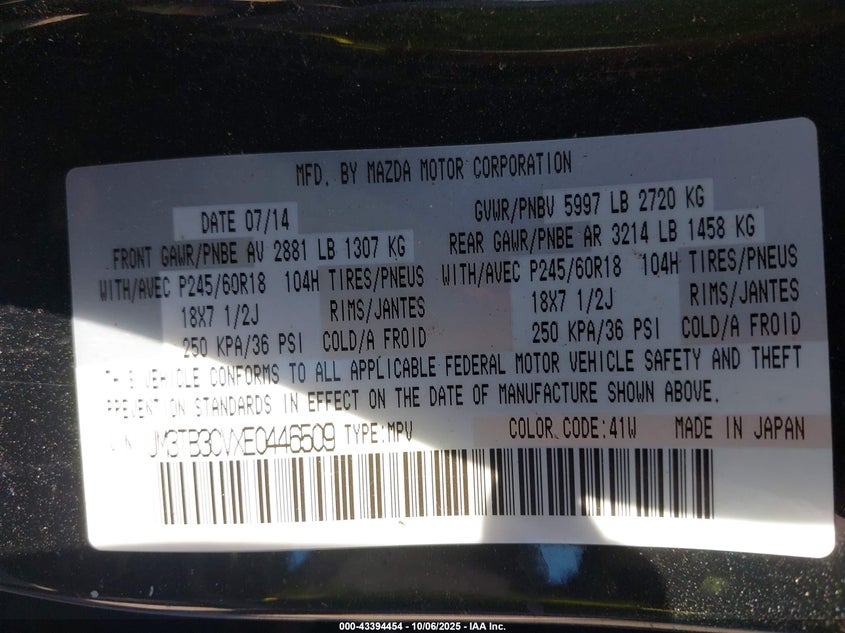 MFD. BY MAZDA MOTOR CORPORATION
DATE 07/14 GVWR/PNBV 5997 LB 2720 KG
FRONT GAWR/PNBE AV 2881 LB 1307 KG REAR GAWR/PNBE AR 3214 LB 1458 KG
WITH/AVEC P245/60R18 104H TIRES/PNEUS WITH/AVEC P245/60R18 104H TIRES/PNEUS
18X7 1/2J RIMS/JANTES 18X7 1/2J RIMS/JANTES
250 KPA/36 PSI COLD/A FROID 250 KPA/36 PSI COLD/A FROID
THIS VEHICLE CONFORMS TO ALL APPLICABLE FEDERAL MOTOR VEHICLE SAFETY AND THEFT
PREVENTION STANDARDS IN EFFECT ON THE DATE OF MANUFACTURE SHOWN ABOVE.
JM3TB3CVXE0446509 TYPE:MPV COLOR CODE:41W MADE IN JAPAN
000-43394454 - 10/06/2025 - IAA Inc.